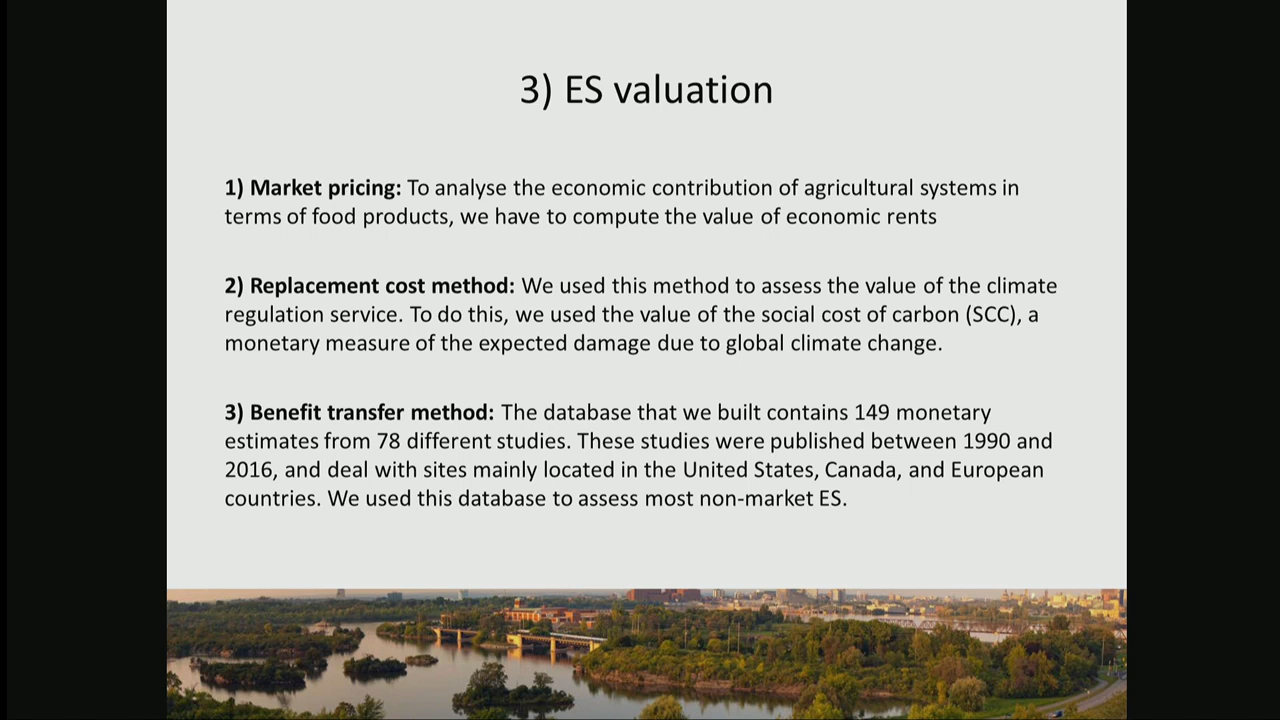 3) ES valuation
1) Market pricing: To analyse the economic contribution of agricultural systems in
terms of food products, we have to compute the value of economic rents
2) Replacement cost method: We used this method to assess the value of the climate
regulation service. To do this, we used the value of the social cost of carbon (SCC), a
monetary measure of the expected damage due to global climate change.
3) Benefit transfer method: The database that we built contains 149 monetary
estimates from 78 different studies. These studies were published between 1990 and
2016, and deal with sites mainly located in the United States, Canada, and European
countries. We used this database to assess most non-market ES.